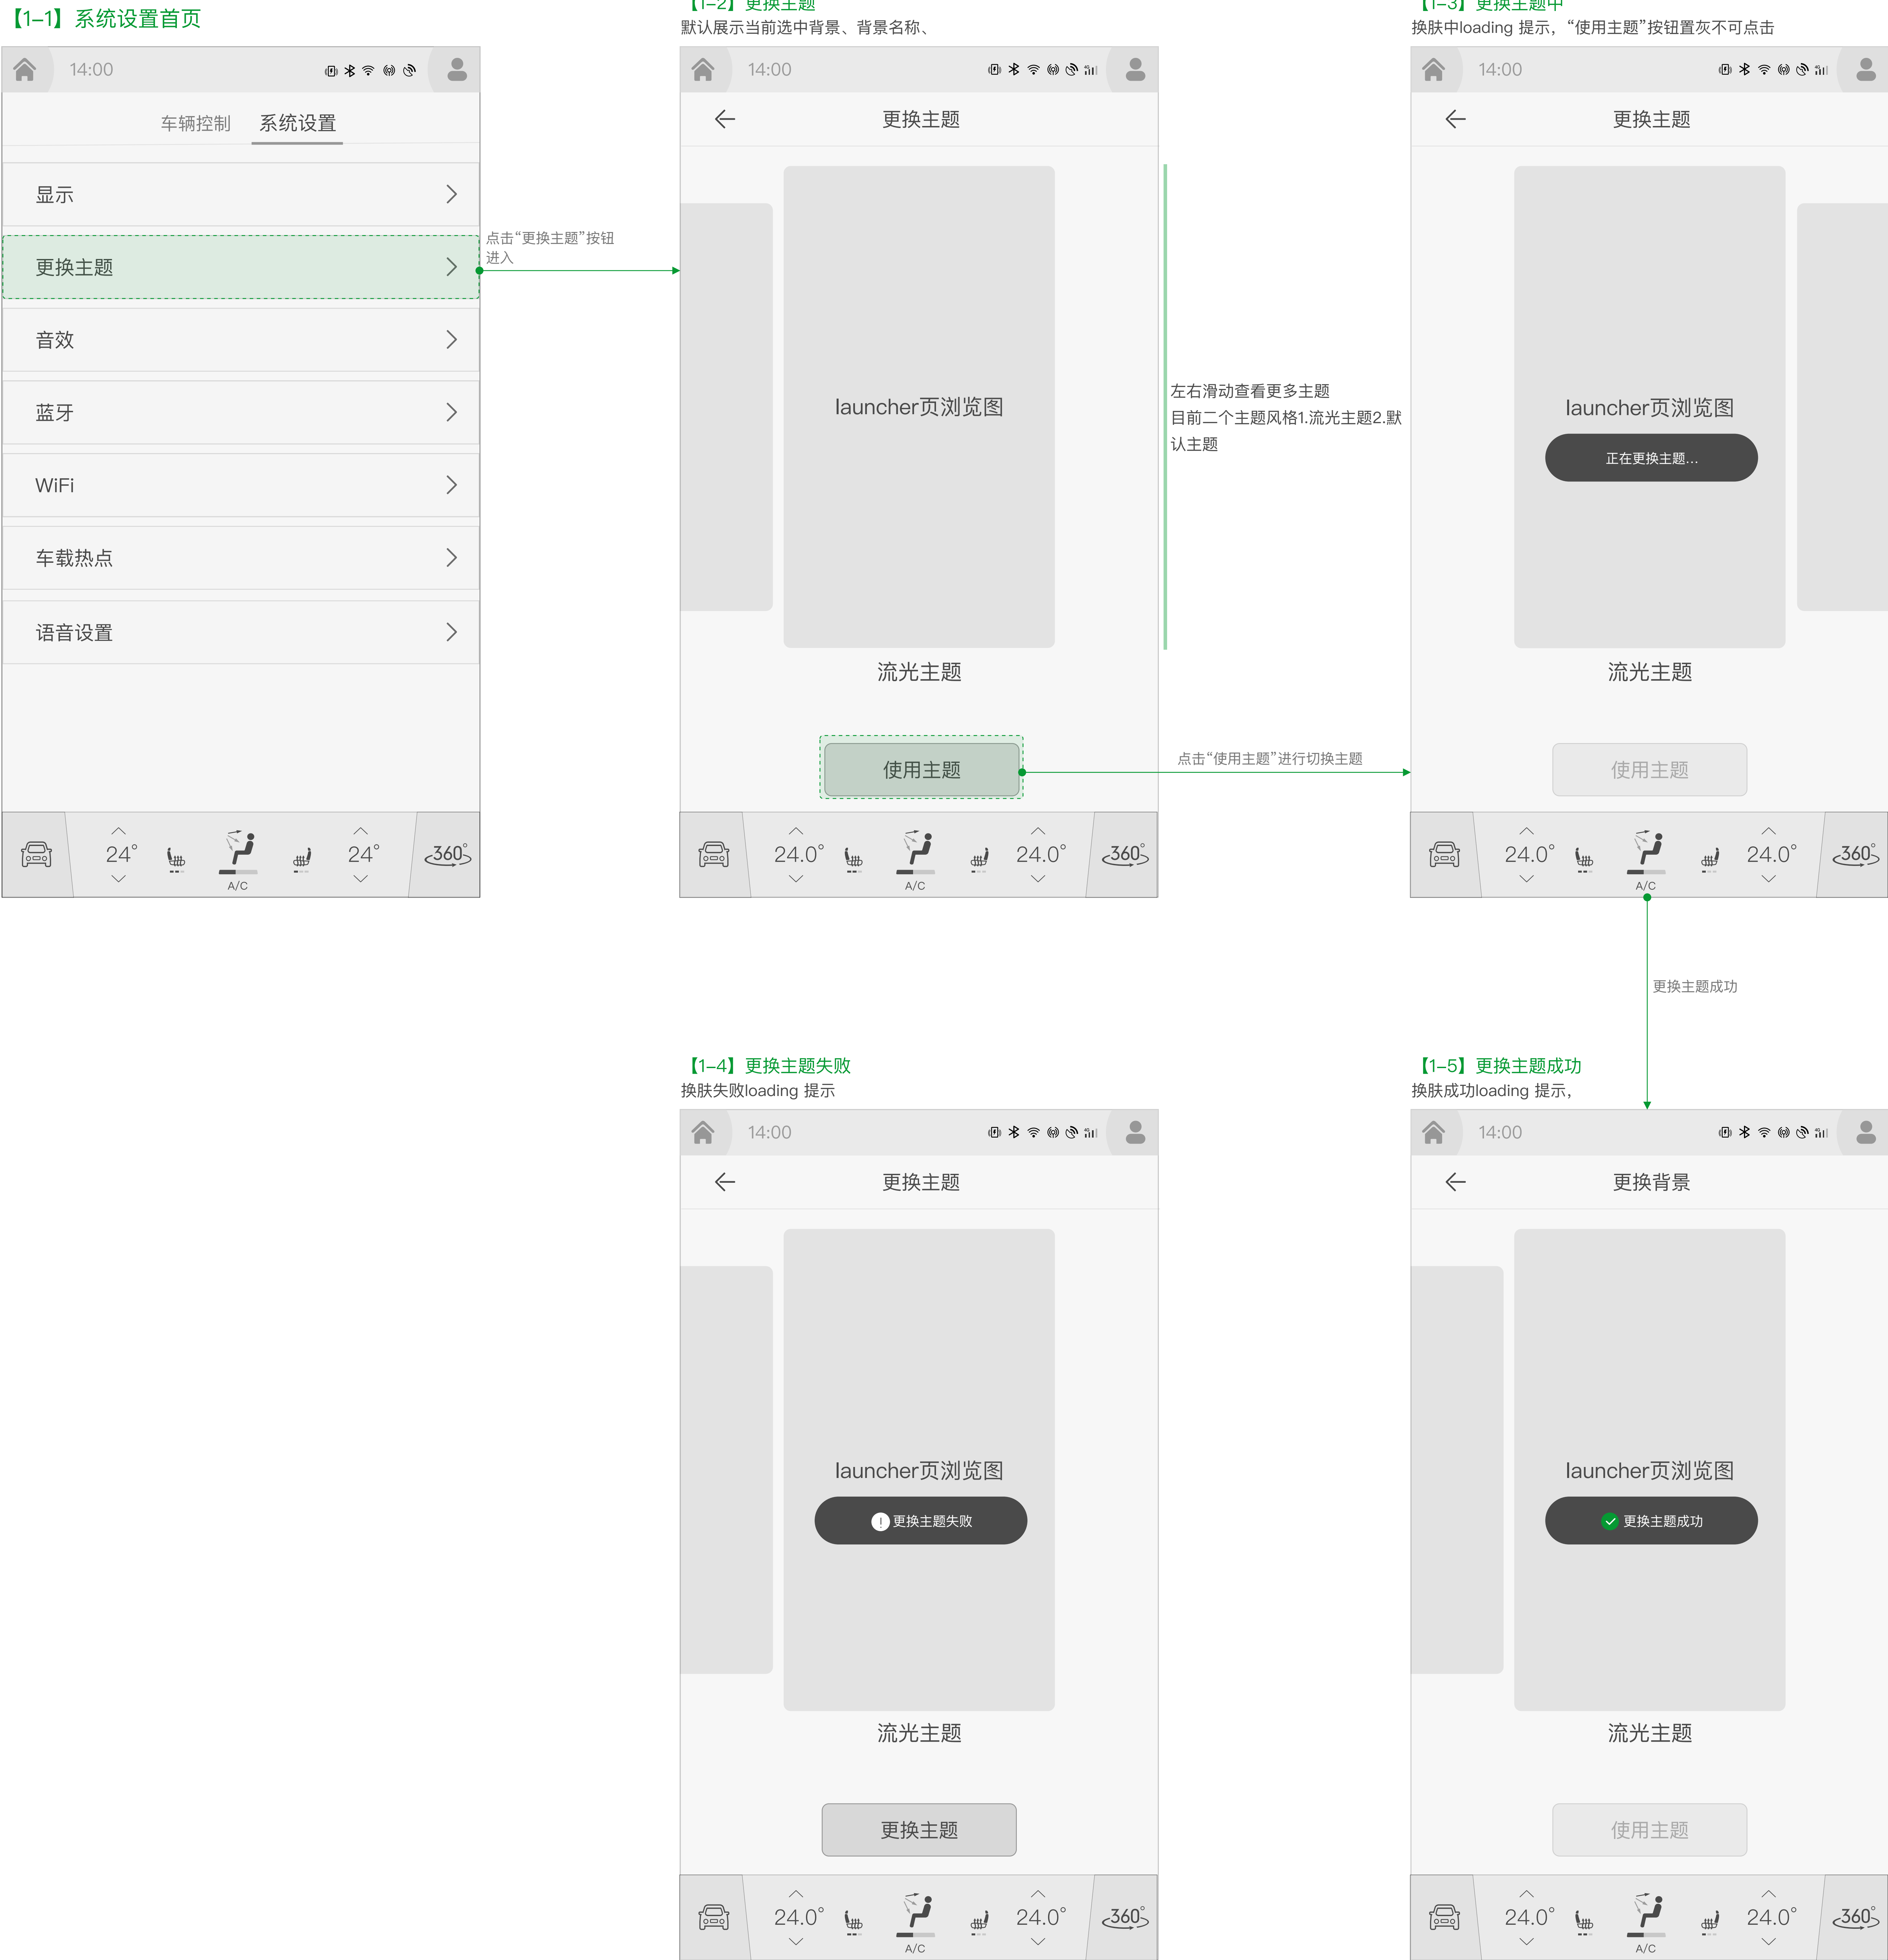 【1-1】系统设置首页
14:00
车辆控制
系统设置
显示
更换主题
音效
蓝牙
WiFi
车载热点
语音设置
24°
A/C
24°
360°
点击“更换主题”按钮
进入
【1-2】更换主题
默认展示当前选中背景、背景名称、
14:00
4G
更换主题
launcher页浏览图
流光主题
使用主题
24.0°
A/C
24.0°
360°
左右滑动查看更多主题
目前二个主题风格1.流光主题2.默
认主题
点击“使用主题”进行切换主题
【1-3】更换主题中
换肤中loading 提示，“使用主题”按钮置灰不可点击
14:00
4G
更换主题
launcher页浏览图
正在更换主题...
流光主题
使用主题
24.0°
A/C
24.0°
360°
更换主题成功
【1-4】更换主题失败
换肤失败loading 提示
14:00
4G
更换主题
launcher页浏览图
更换主题失败
流光主题
更换主题
24.0°
A/C
24.0°
360°
【1-5】更换主题成功
换肤成功loading 提示，
14:00
4G
更换背景
launcher页浏览图
更换主题成功
流光主题
使用主题
24.0°
A/C
24.0°
360°